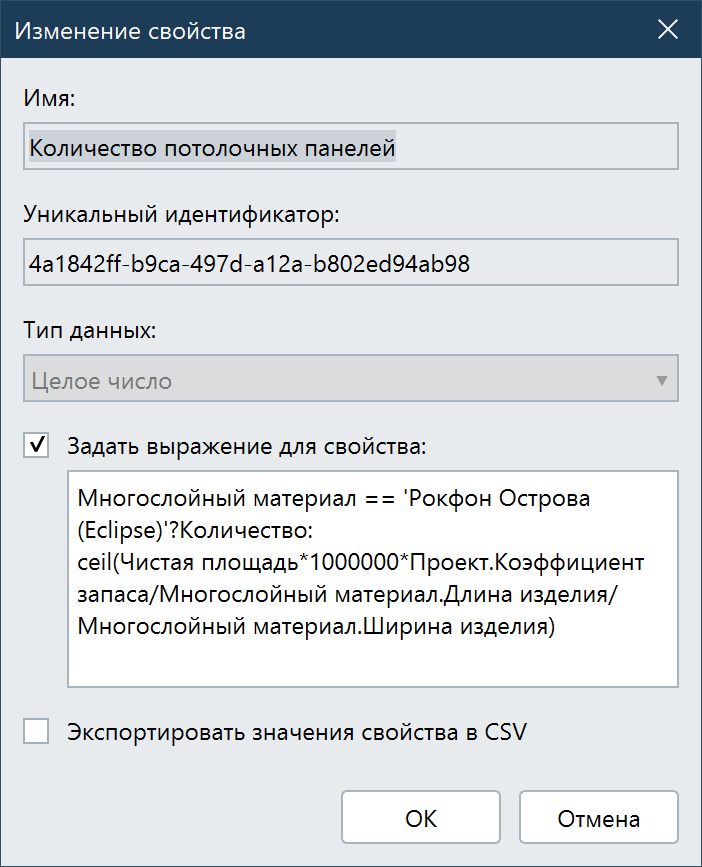 Изменение свойства
Имя:
Количество потолочных панелей
Уникальный идентификатор:
4a1842ff-b9ca-497d-a12a-b802ed94ab98
Тип данных:
Целое число
Задать выражение для свойства:
Многослойный материал == 'Рокфон Острова
(Eclipse)'?Количество:
ceil(Чистая площадь*1000000*Проект.Коэффициент
запаса/Многослойный материал.Длина изделия/
Многослойный материал.Ширина изделия)
Экспортировать значения свойства в CSV
ОК
Отмена